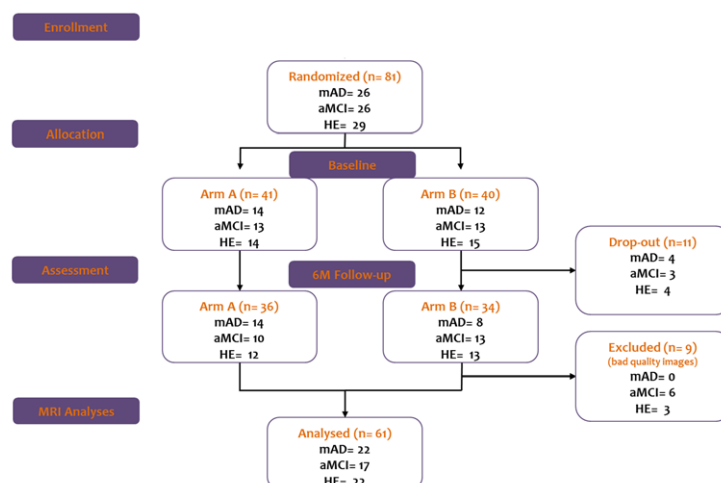 Enrollment
Randomized (n= 81)
mAD= 26
aMCI= 26
HE= 29
Allocation
Baseline
Arm A (n= 41)
mAD= 14
aMCI= 13
HE= 14
Arm B (n= 40)
mAD= 12
aMCI= 13
HE= 15
Drop-out (n=11)
mAD= 4
aMCI= 3
HE= 4
Assessment
6M Follow-up
Arm A (n= 36)
mAD= 14
aMCI= 10
HE= 12
Arm B (n= 34)
mAD= 8
aMCI= 13
HE= 13
Excluded (n= 9)
(bad quality images)
mAD= 0
aMCI= 6
HE= 3
MRI Analyses
Analysed (n= 61)
mAD= 22
aMCI= 17
HE= 22